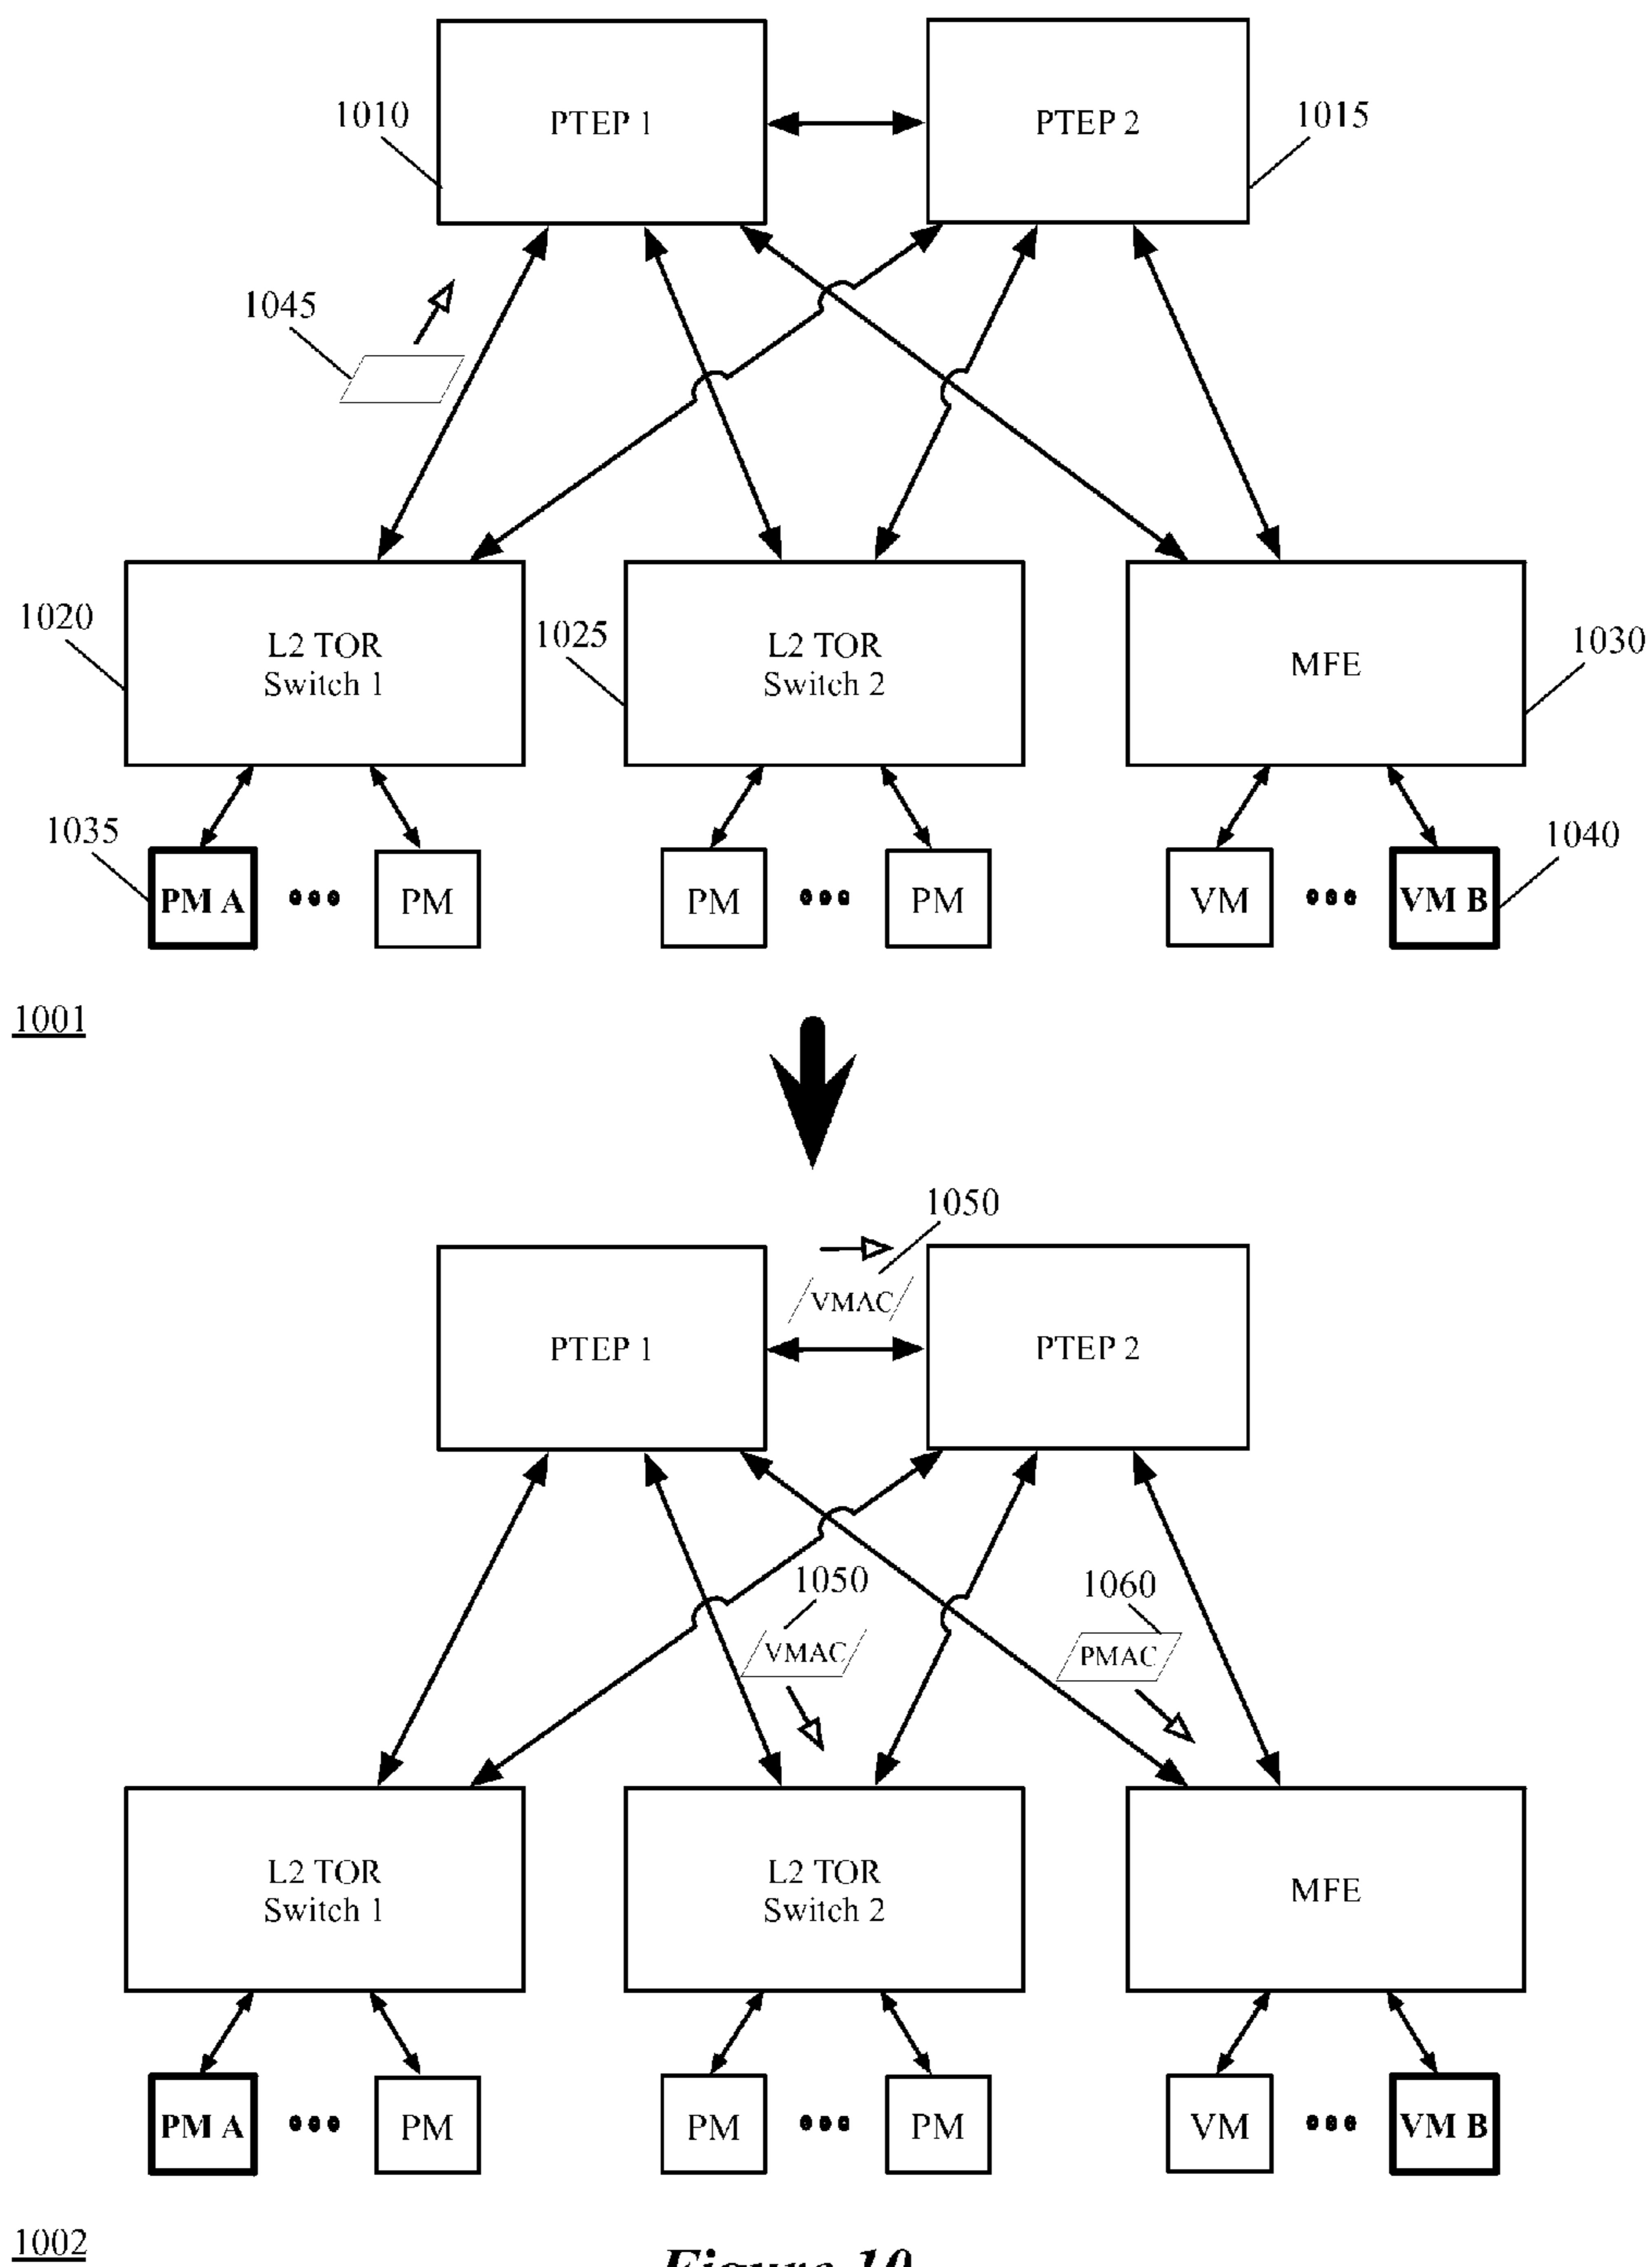 1010
PTEP 1
PTEP 2
1015
1045
1020
L2 TOR
Switch 1
1025
L2 TOR
Switch 2
MFE
1030
1035
PM A
PM
PM
PM
VM
VM B
1040
1001
1050
VMAC
PTEP 1
PTEP 2
1050
VMAC
1060
PMAC
L2 TOR
Switch 1
L2 TOR
Switch 2
MFE
PM A
PM
PM
PM
VM
VM B
1002
Figure 10